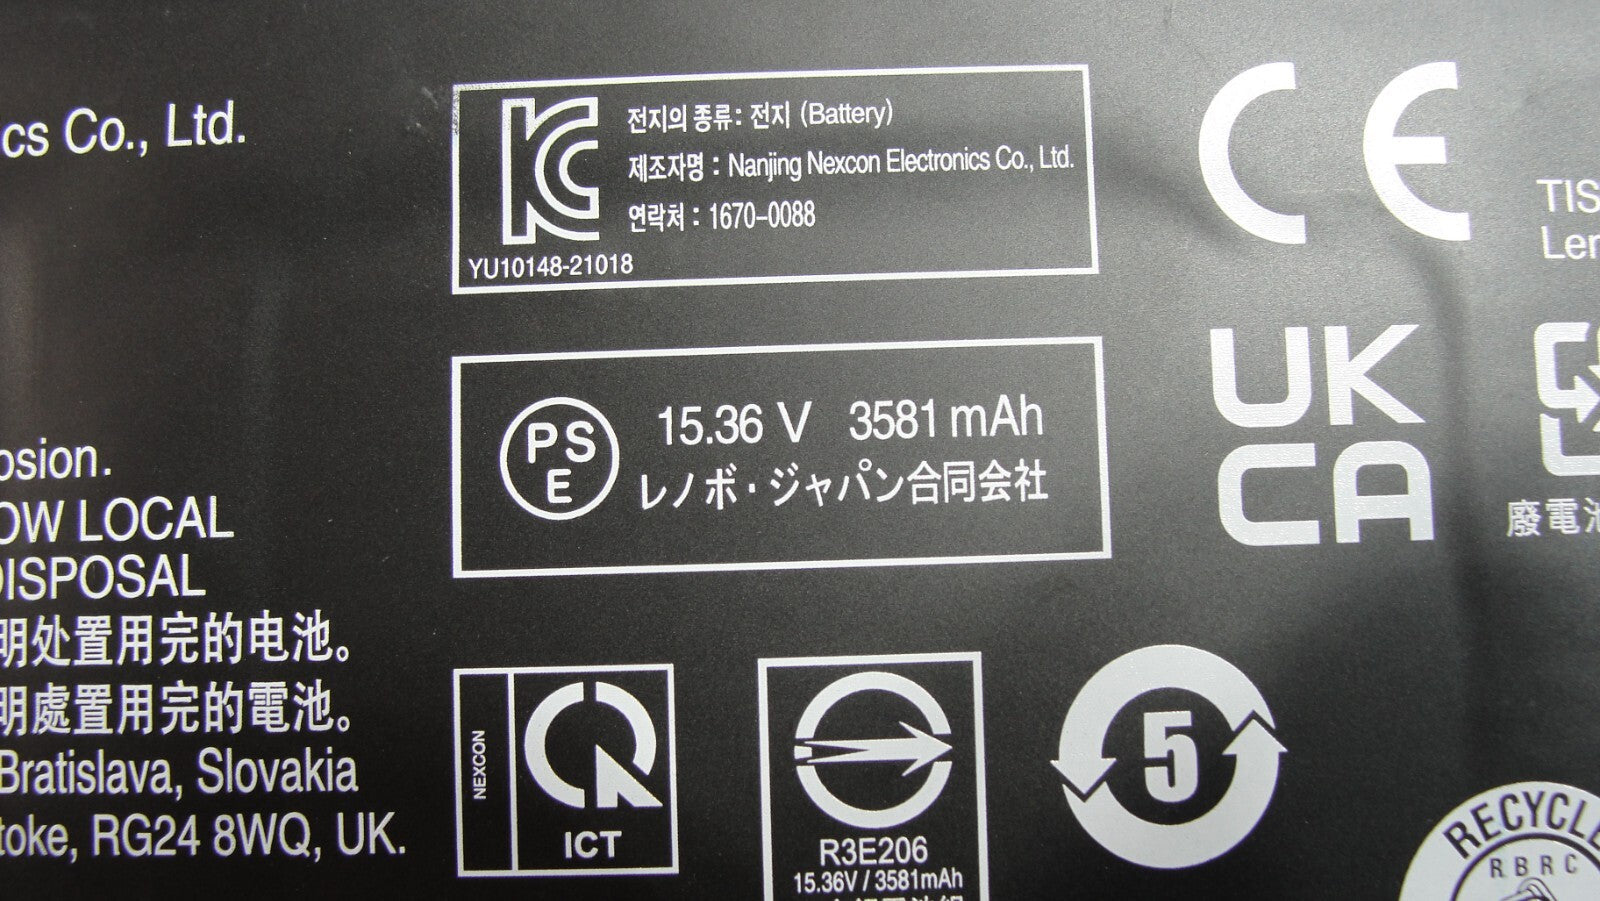 cs Co., Ltd.
전지의 종류: 전지 (Battery)
제조자명 : Nanjing Nexcon Electronics Co., Ltd.
연락처 : 1670-0088
YU10148-21018
CE
TIS
Ler
PSE
15.36 V 3581 mAh
レノボ・ジャパン合同会社
UK
CA
廢電池
osion.
OW LOCAL
DISPOSAL
明处置用完的电池。
明處置用完的電池。
Bratislava, Slovakia
toke, RG24 8WQ, UK.
NEXCON
ICT
R3E206
15.36V / 3581mAh
5
RECYCLE
RBRC